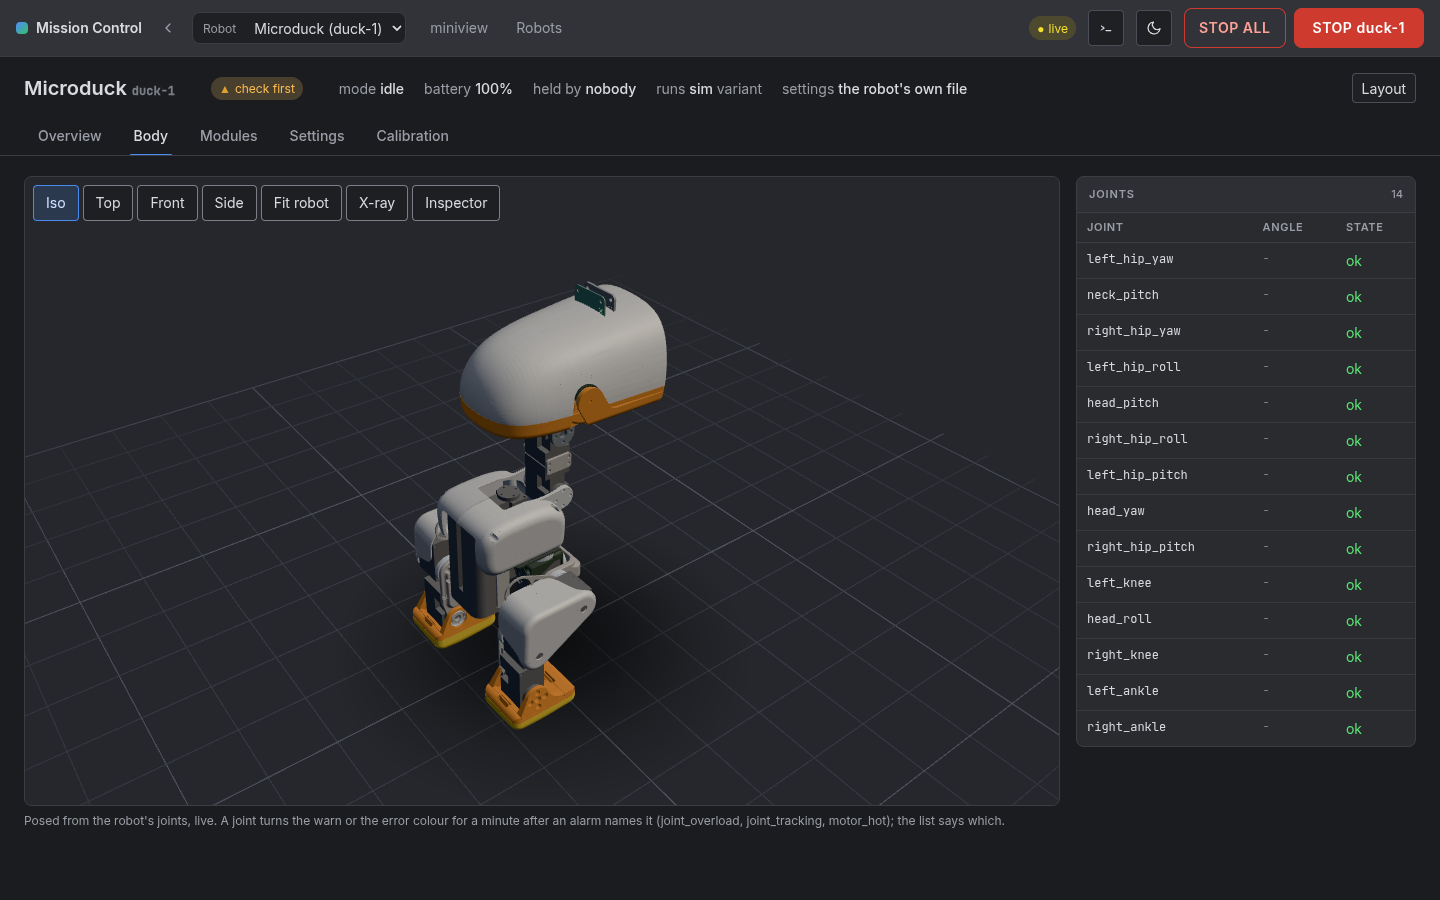 Mission Control
Robot Microduck (duck-1)
miniview
Robots
live
STOP ALL
STOP duck-1
Microduck duck-1
▲ check first
mode idle
battery 100%
held by nobody
runs sim variant
settings the robot's own file
Layout
Overview
Body
Modules
Settings
Calibration
Iso
Top
Front
Side
Fit robot
X-ray
Inspector
JOINTS 14
JOINT ANGLE STATE
left_hip_yaw - ok
neck_pitch - ok
right_hip_yaw - ok
left_hip_roll - ok
head_pitch - ok
right_hip_roll - ok
left_hip_pitch - ok
head_yaw - ok
right_hip_pitch - ok
left_knee - ok
head_roll - ok
right_knee - ok
left_ankle - ok
right_ankle - ok
Posed from the robot's joints, live. A joint turns the warn or the error colour for a minute after an alarm names it (joint_overload, joint_tracking, motor_hot); the list says which.